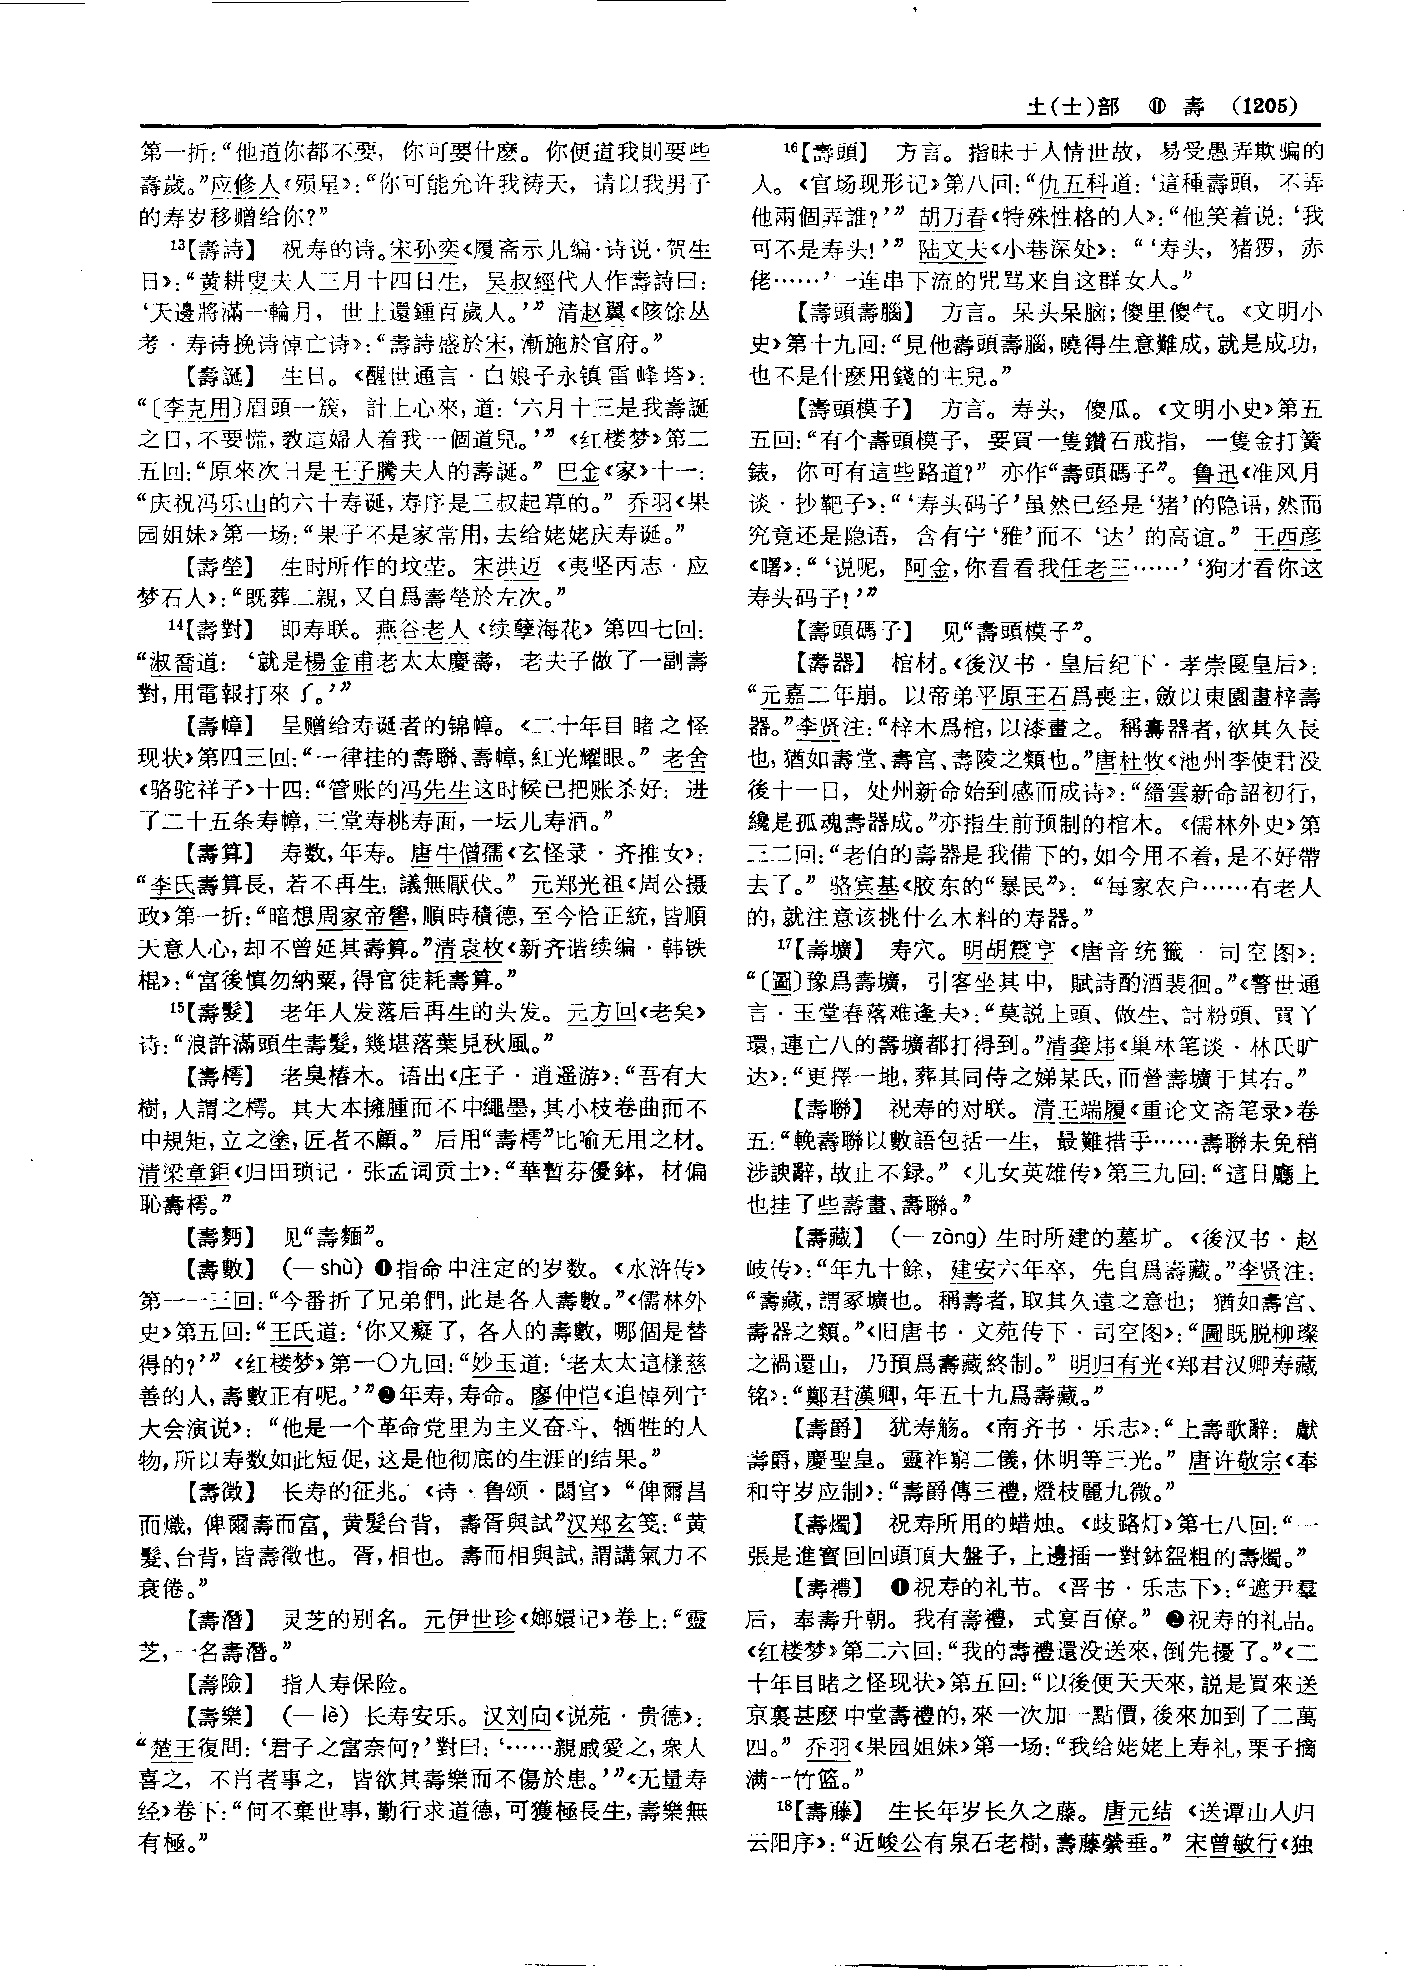 土(士)部 ⑪ 壽 (1205)
第一折：“他道你都不要，你可要什麽。你便道我則要些
壽歲。”应修人《殒星》：“你可能允许我祷天，请以我男子
的寿岁移赠给你？”
13【壽詩】 祝寿的诗。宋孙奕《履斋示儿编·诗说·贺生
日》：“黄耕叟夫人三月十四日生，吴叔經代人作壽詩曰：
‘天邊將滿一輪月，世上還鍾百歲人。’” 清赵翼《陔馀丛
考·寿诗挽诗悼亡诗》：“壽詩盛於宋，漸施於官府。”
【壽誕】 生日。《醒世通言·白娘子永镇雷峰塔》：
“〔李克用〕眉頭一簇，計上心來，道：‘六月十三是我壽誕
之日，不要慌，教這婦人着我一個道兒。’” 《红楼梦》第二
五回：“原來次日是王子騰夫人的壽誕。” 巴金《家》十一：
“庆祝冯乐山的六十寿诞，寿序是三叔起草的。” 乔羽《果
园姐妹》第一场：“果子不是家常用，去给姥姥庆寿诞。”
【壽塋】 生时所作的坟茔。宋洪迈《夷坚丙志·应
梦石人》：“既葬二親，又自爲壽塋於左次。”
14【壽對】 即寿联。燕谷老人《续孽海花》第四七回：
“淑喬道：‘就是楊金甫老太太慶壽，老夫子做了一副壽
對，用電報打來了。’”
【壽幛】 呈赠给寿诞者的锦幛。《二十年目睹之怪
现状》第四三回：“一律挂的壽聯、壽幛，紅光耀眼。” 老舍
《骆驼祥子》十四：“管账的冯先生这时候已把账杀好：进
了二十五条寿幛，三堂寿桃寿面，一坛儿寿酒。”
【壽算】 寿数，年寿。唐牛僧孺《玄怪录·齐推女》：
“李氏壽算長，若不再生，議無厭伏。” 元郑光祖《周公摄
政》第一折：“暗想周家帝嚳，順時積德，至今恰正統，皆順
天意人心，却不曾延其壽算。”清袁枚《新齐谐续编·韩铁
棍》：“富後慎勿納粟，得官徒耗壽算。”
15【壽髮】 老年人发落后再生的头发。元方回《老矣》
诗：“浪許滿頭生壽髮，幾堪落葉見秋風。”
【壽樗】 老臭椿木。语出《庄子·逍遥游》：“吾有大
樹，人謂之樗。其大本擁腫而不中繩墨，其小枝卷曲而不
中規矩，立之塗，匠者不顧。” 后用“壽樗”比喻无用之材。
清梁章鉅《归田琐记·张孟词贡士》：“華暫芬優鉢，材偏
恥壽樗。”
【壽麪】 见“壽麵”。
【壽數】 （—shù）❶指命中注定的岁数。《水浒传》
第一一三回：“今番折了兄弟們，此是各人壽數。”《儒林外
史》第五回：“王氏道：‘你又癡了，各人的壽數，哪個是替
得的？’” 《红楼梦》第一〇九回：“妙玉道：‘老太太這樣慈
善的人，壽數正有呢。’”❷年寿，寿命。廖仲恺《追悼列宁
大会演说》：“他是一个革命党里为主义奋斗、牺牲的人
物，所以寿数如此短促，这是他彻底的生涯的结果。”
【壽徵】 长寿的征兆。《诗·鲁颂·閟宫》“俾爾昌
而熾，俾爾壽而富，黄髮台背，壽胥與試”汉郑玄笺：“黄
髮、台背，皆壽徵也。胥，相也。壽而相與試，謂講氣力不
衰倦。”
【壽潛】 灵芝的别名。元伊世珍《嫏嬛记》卷上：“靈
芝，一名壽潛。”
【壽險】 指人寿保险。
【壽樂】 （—lè）长寿安乐。汉刘向《说苑·贵德》：
“楚王復問：‘君子之富奈何？’對曰：‘……親戚愛之，衆人
喜之，不肖者事之，皆欲其壽樂而不傷於患。’”《无量寿
经》卷下：“何不棄世事，勤行求道德，可獲極長生，壽樂無
有極。”
16【壽頭】 方言。指昧于人情世故，易受愚弄欺骗的
人。《官场现形记》第八回：“仇五科道：‘這種壽頭，不弄
他兩個弄誰？’” 胡万春《特殊性格的人》：“他笑着说：‘我
可不是寿头！’” 陆文夫《小巷深处》：“‘寿头，猪猡，赤
佬……’一连串下流的咒骂来自这群女人。”
【壽頭壽腦】 方言。呆头呆脑；傻里傻气。《文明小
史》第十九回：“見他壽頭壽腦，曉得生意難成，就是成功，
也不是什麽用錢的主兒。”
【壽頭模子】 方言。寿头，傻瓜。《文明小史》第五
五回：“有个壽頭模子，要買一隻鑽石戒指，一隻金打簧
錶，你可有這些路道？” 亦作“壽頭碼子”。鲁迅《准风月
谈·抄靶子》：“‘寿头码子’虽然已经是‘猪’的隐语，然而
究竟还是隐语，含有宁‘雅’而不‘达’的高谊。” 王西彦
《曙》：“‘说呢，阿金，你看看我任老三……’‘狗才看你这
寿头码子！’”
【壽頭碼子】 见“壽頭模子”。
【壽器】 棺材。《後汉书·皇后纪下·孝崇匽皇后》：
“元嘉二年崩。以帝弟平原王石爲喪主，斂以東園畫梓壽
器。”李贤注：“梓木爲棺，以漆畫之。稱壽器者，欲其久長
也，猶如壽堂、壽宫、壽陵之類也。”唐杜牧《池州李使君没
後十一日，处州新命始到感而成诗》：“縉雲新命詔初行，
纔是孤魂壽器成。”亦指生前预制的棺木。《儒林外史》第
三二回：“老伯的壽器是我備下的，如今用不着，是不好帶
去了。” 骆宾基《胶东的“暴民”》：“每家农户……有老人
的，就注意该挑什么木料的寿器。”
17【壽壙】 寿穴。明胡震亨《唐音统籤·司空图》：
“〔圖〕豫爲壽壙，引客坐其中，賦詩酌酒裴徊。”《警世通
言·玉堂春落难逢夫》：“莫説上頭、做生、討粉頭、買丫
環，連亡八的壽壙都打得到。”清龚炜《巢林笔谈·林氏旷
达》：“更擇一地，葬其同侍之娣某氏，而營壽壙于其右。”
【壽聯】 祝寿的对联。清王端履《重论文斋笔录》卷
五：“輓壽聯以數語包括一生，最難措手……壽聯未免稍
涉諛辭，故止不録。” 《儿女英雄传》第三九回：“這日廳上
也挂了些壽畫、壽聯。”
【壽藏】 （—zàng）生时所建的墓圹。《後汉书·赵
岐传》：“年九十餘，建安六年卒，先自爲壽藏。”李贤注：
“壽藏，謂冢壙也。稱壽者，取其久遠之意也；猶如壽宫、
壽器之類。”《旧唐书·文苑传下·司空图》：“圖既脱柳璨
之禍還山，乃預爲壽藏終制。” 明归有光《郑君汉卿寿藏
铭》：“鄭君漢卿，年五十九爲壽藏。”
【壽爵】 犹寿觞。《南齐书·乐志》：“上壽歌辭：獻
壽爵，慶聖皇。靈祚窮二儀，休明等三光。” 唐许敬宗《奉
和守岁应制》：“壽爵傳三禮，燈枝麗九微。”
【壽燭】 祝寿所用的蜡烛。《歧路灯》第七八回：“一
張是進寳回回頭頂大盤子，上邊插一對鉢盔粗的壽燭。”
【壽禮】 ❶祝寿的礼节。《晋书·乐志下》：“遮尹羣
后，奉壽升朝。我有壽禮，式宴百僚。” ❷祝寿的礼品。
《红楼梦》第二六回：“我的壽禮還没送來，倒先擾了。”《二
十年目睹之怪现状》第五回：“以後便天天來，説是買來送
京裏甚麽中堂壽禮的，來一次加一點價，後來加到了二萬
四。” 乔羽《果园姐妹》第一场：“我给姥姥上寿礼，栗子摘
满一竹篮。”
18【壽藤】 生长年岁长久之藤。唐元结《送谭山人归
云阳序》：“近峻公有泉石老樹，壽藤縈垂。” 宋曾敏行《独